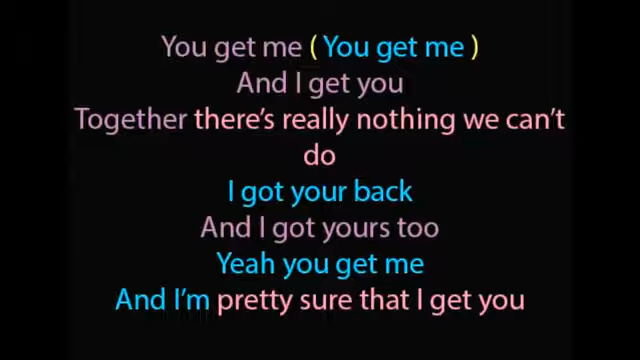 You get me ( You get me )
And I get you
Together there's really nothing we can't
do
I got your back
And I got yours too
Yeah you get me
And I'm pretty sure that I get you